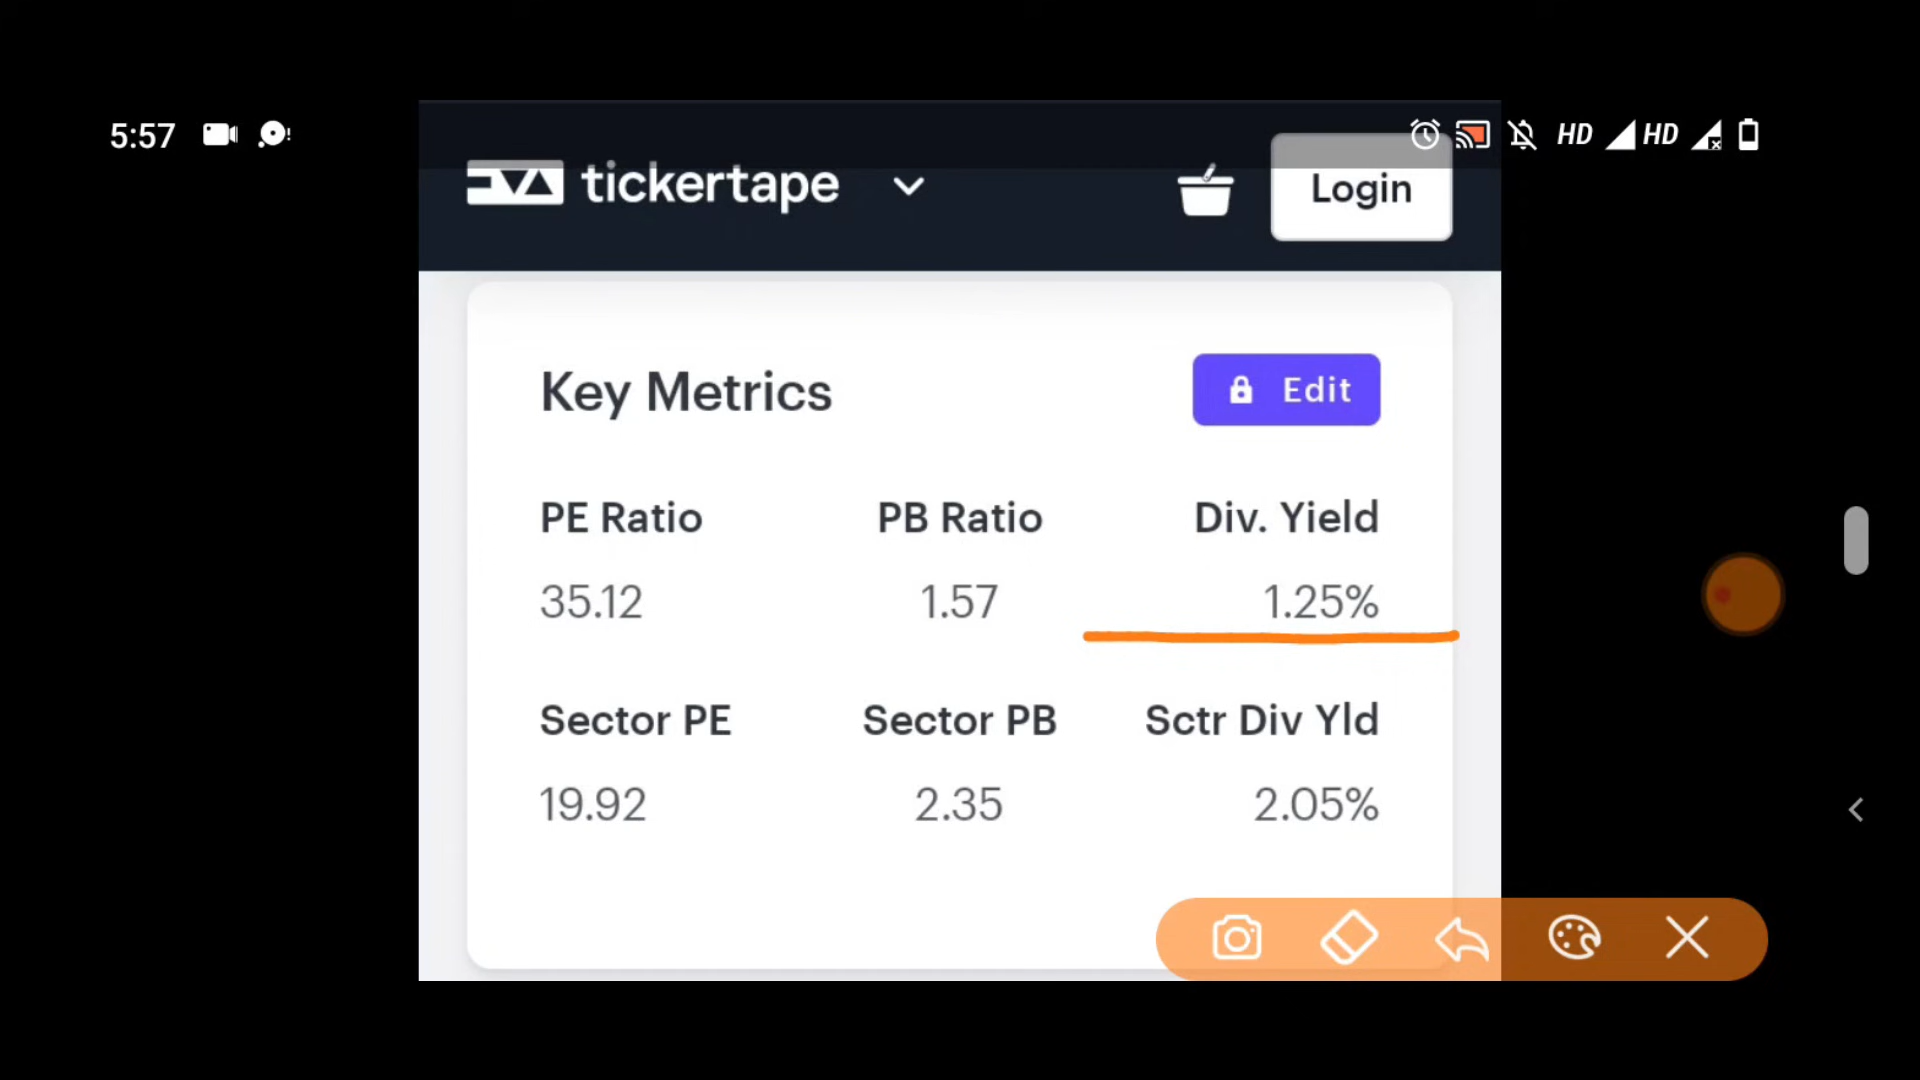 5:57
HD HD
tickertape
Login
Key Metrics
Edit
PE Ratio PB Ratio Div. Yield
35.12 1.57 1.25%
Sector PE Sector PB Sctr Div Yld
19.92 2.35 2.05%